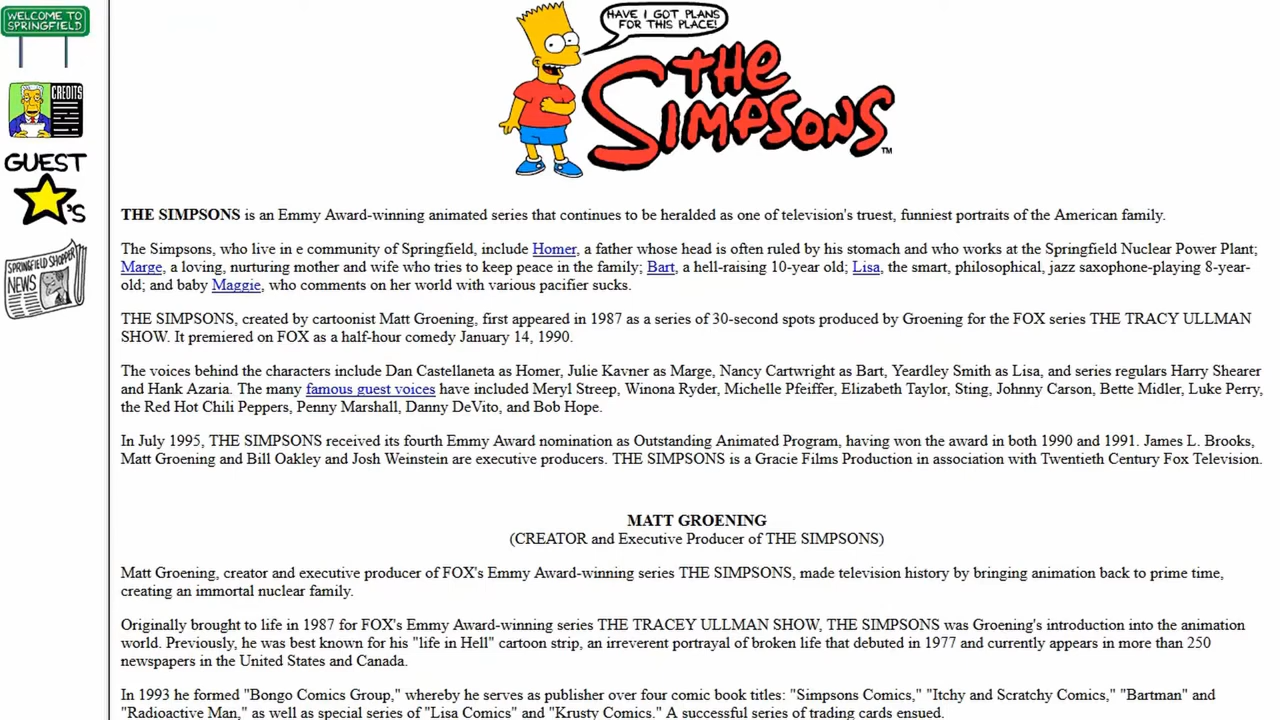 WELCOME TO
SPRINGFIELD
CREDITS
GUEST
'S
SPRINGFIELD SHOPPER
NEWS
HAVE I GOT PLANS
FOR THIS PLACE!
THE
SIMPSONS
TM
THE SIMPSONS is an Emmy Award-winning animated series that continues to be heralded as one of television's truest, funniest portraits of the American family.
The Simpsons, who live in e community of Springfield, include Homer, a father whose head is often ruled by his stomach and who works at the Springfield Nuclear Power Plant;
Marge, a loving, nurturing mother and wife who tries to keep peace in the family; Bart, a hell-raising 10-year old; Lisa, the smart, philosophical, jazz saxophone-playing 8-year-
old; and baby Maggie, who comments on her world with various pacifier sucks.
THE SIMPSONS, created by cartoonist Matt Groening, first appeared in 1987 as a series of 30-second spots produced by Groening for the FOX series THE TRACY ULLMAN
SHOW. It premiered on FOX as a half-hour comedy January 14, 1990.
The voices behind the characters include Dan Castellaneta as Homer, Julie Kavner as Marge, Nancy Cartwright as Bart, Yeardley Smith as Lisa, and series regulars Harry Shearer
and Hank Azaria. The many famous guest voices have included Meryl Streep, Winona Ryder, Michelle Pfeiffer, Elizabeth Taylor, Sting, Johnny Carson, Bette Midler, Luke Perry,
the Red Hot Chili Peppers, Penny Marshall, Danny DeVito, and Bob Hope.
In July 1995, THE SIMPSONS received its fourth Emmy Award nomination as Outstanding Animated Program, having won the award in both 1990 and 1991. James L. Brooks,
Matt Groening and Bill Oakley and Josh Weinstein are executive producers. THE SIMPSONS is a Gracie Films Production in association with Twentieth Century Fox Television.
MATT GROENING
(CREATOR and Executive Producer of THE SIMPSONS)
Matt Groening, creator and executive producer of FOX's Emmy Award-winning series THE SIMPSONS, made television history by bringing animation back to prime time,
creating an immortal nuclear family.
Originally brought to life in 1987 for FOX's Emmy Award-winning series THE TRACEY ULLMAN SHOW, THE SIMPSONS was Groening's introduction into the animation
world. Previously, he was best known for his "life in Hell" cartoon strip, an irreverent portrayal of broken life that debuted in 1977 and currently appears in more than 250
newspapers in the United States and Canada.
In 1993 he formed "Bongo Comics Group," whereby he serves as publisher over four comic book titles: "Simpsons Comics," "Itchy and Scratchy Comics," "Bartman" and
"Radioactive Man," as well as special series of "Lisa Comics" and "Krusty Comics." A successful series of trading cards ensued.